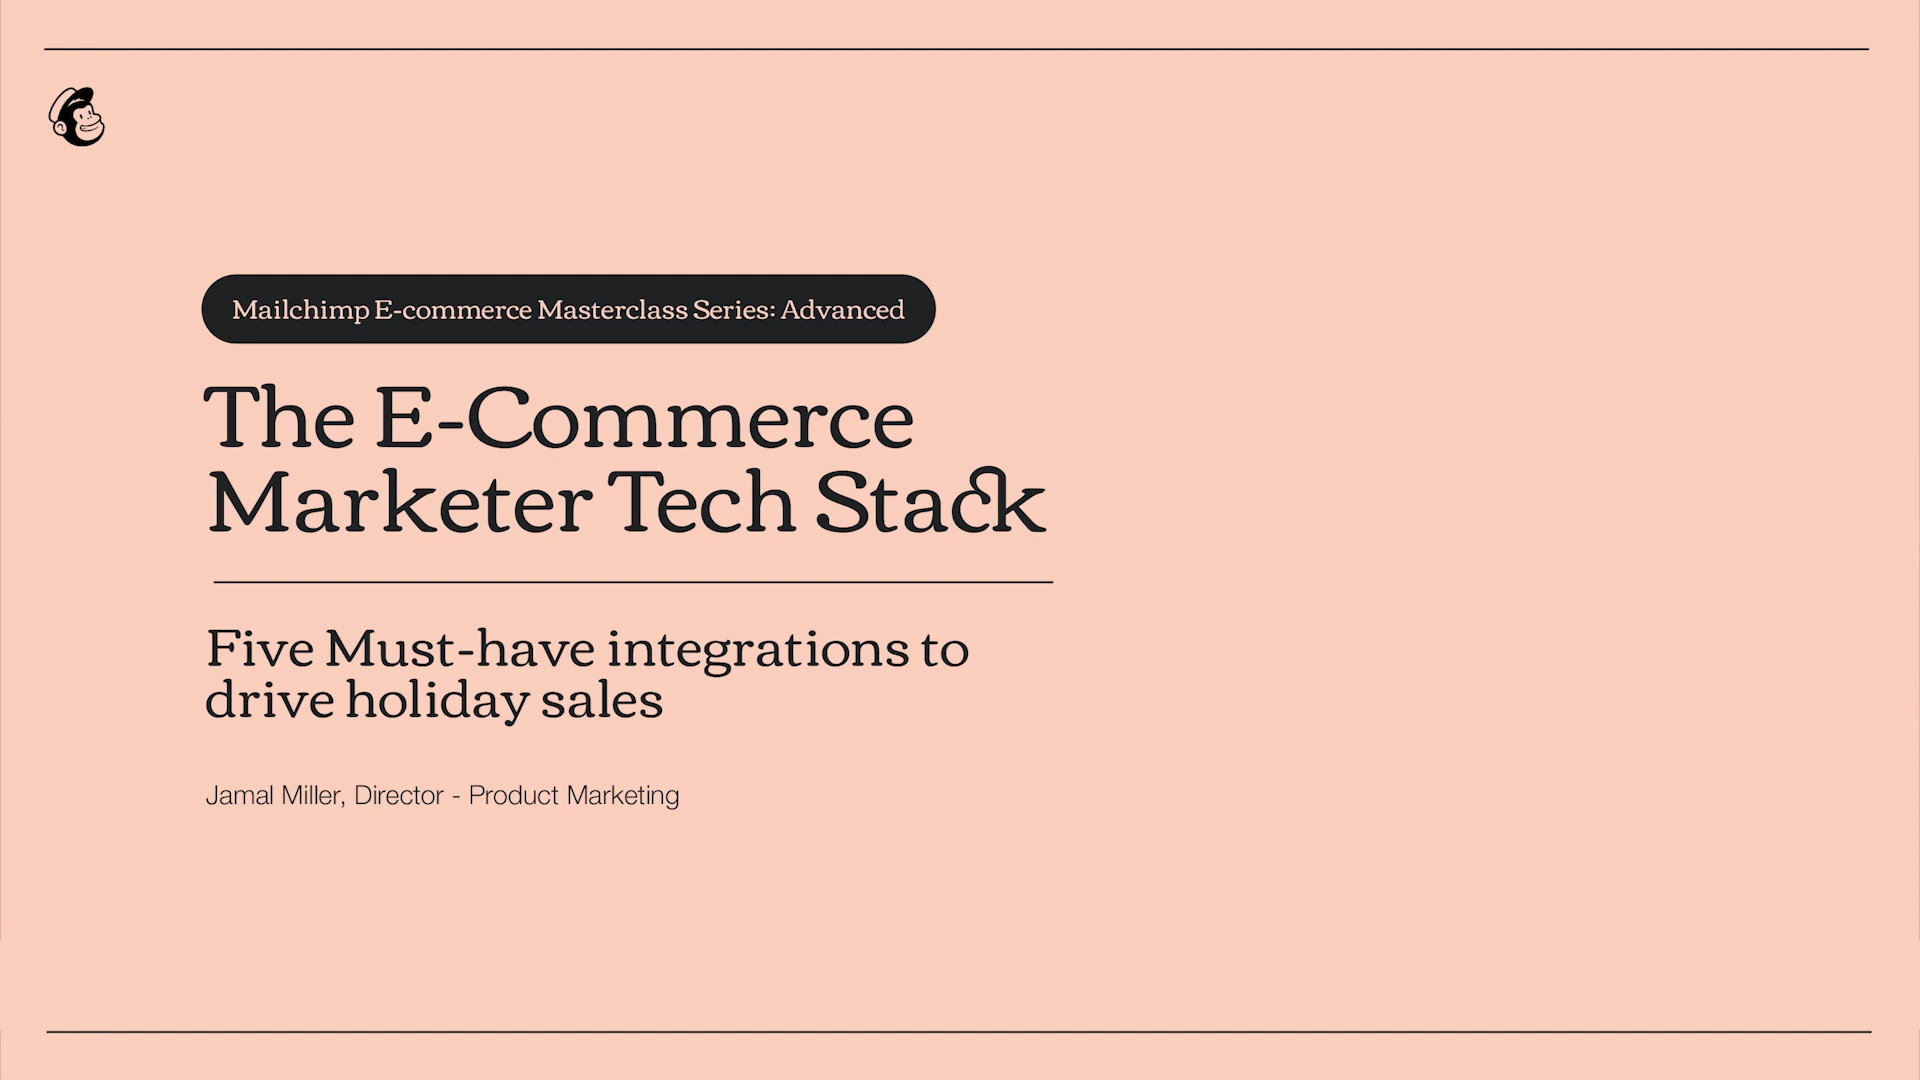 Mailchimp E-commerce Masterclass Series: Advanced
The E-Commerce
Marketer Tech Stack
Five Must-have integrations to
drive holiday sales
Jamal Miller, Director - Product Marketing